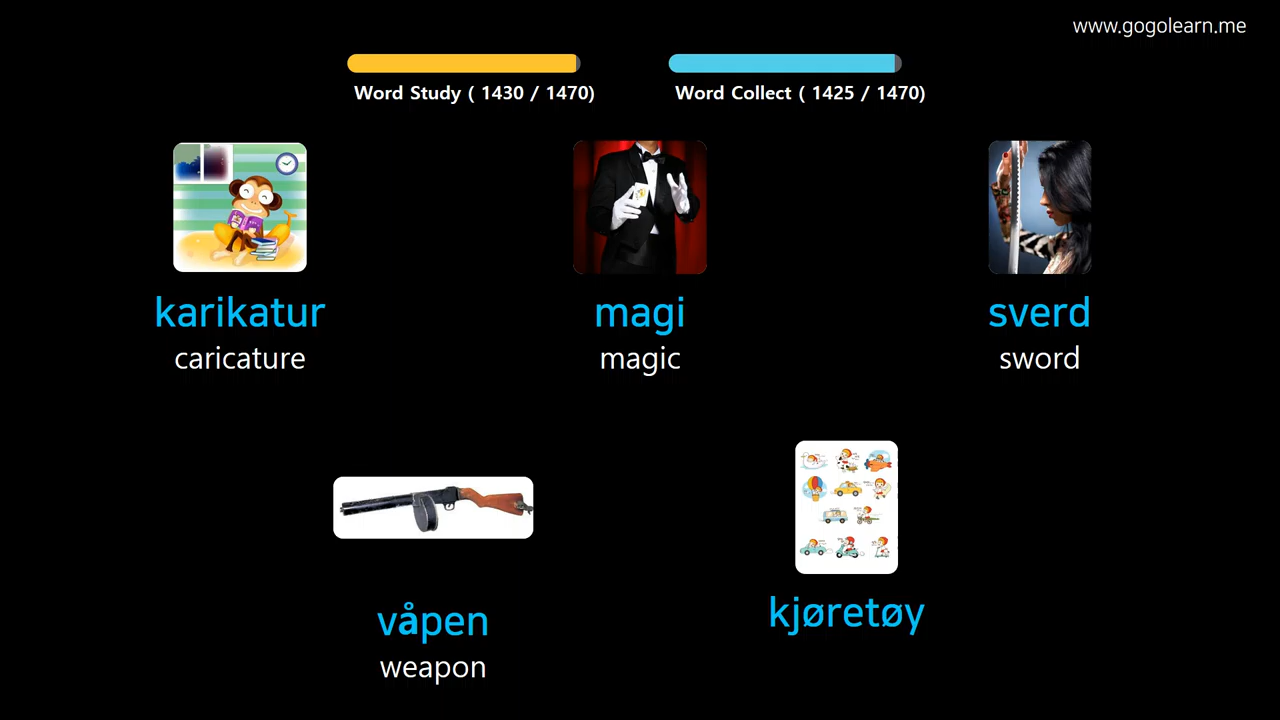 www.gogolearn.me
Word Study ( 1430 / 1470)
Word Collect ( 1425 / 1470)
karikatur
caricature
magi
magic
sverd
sword
våpen
weapon
kjøretøy